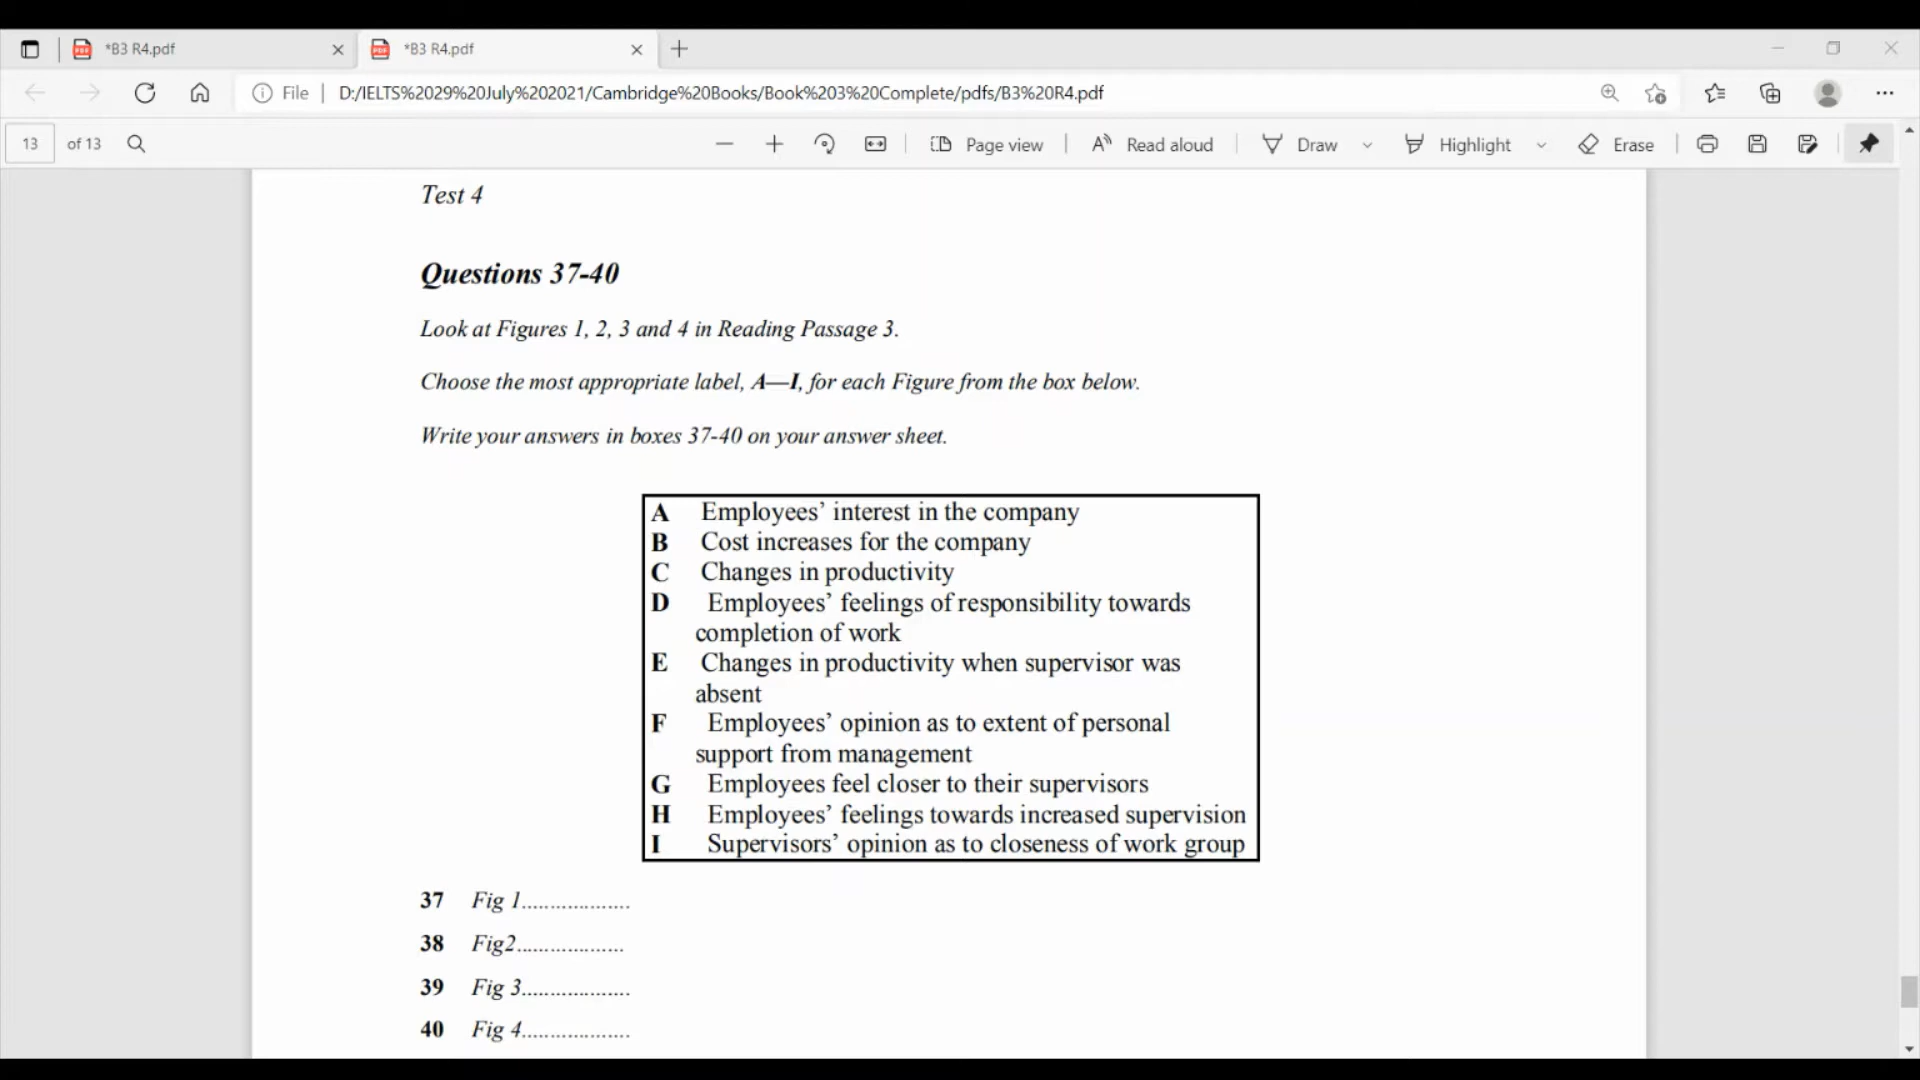 *B3 R4.pdf
*B3 R4.pdf
File
D:/IELTS%2029%20July%202021/Cambridge%20Books/Book%203%20Complete/pdfs/B3%20R4.pdf
13 of 13
Page view
Read aloud
Draw
Highlight
Erase
Test 4
Questions 37-40
Look at Figures 1, 2, 3 and 4 in Reading Passage 3.
Choose the most appropriate label, A—I, for each Figure from the box below.
Write your answers in boxes 37-40 on your answer sheet.
A Employees’ interest in the company
B Cost increases for the company
C Changes in productivity
D Employees’ feelings of responsibility towards
completion of work
E Changes in productivity when supervisor was
absent
F Employees’ opinion as to extent of personal
support from management
G Employees feel closer to their supervisors
H Employees’ feelings towards increased supervision
I Supervisors’ opinion as to closeness of work group
37 Fig 1...................
38 Fig2...................
39 Fig 3...................
40 Fig 4...................